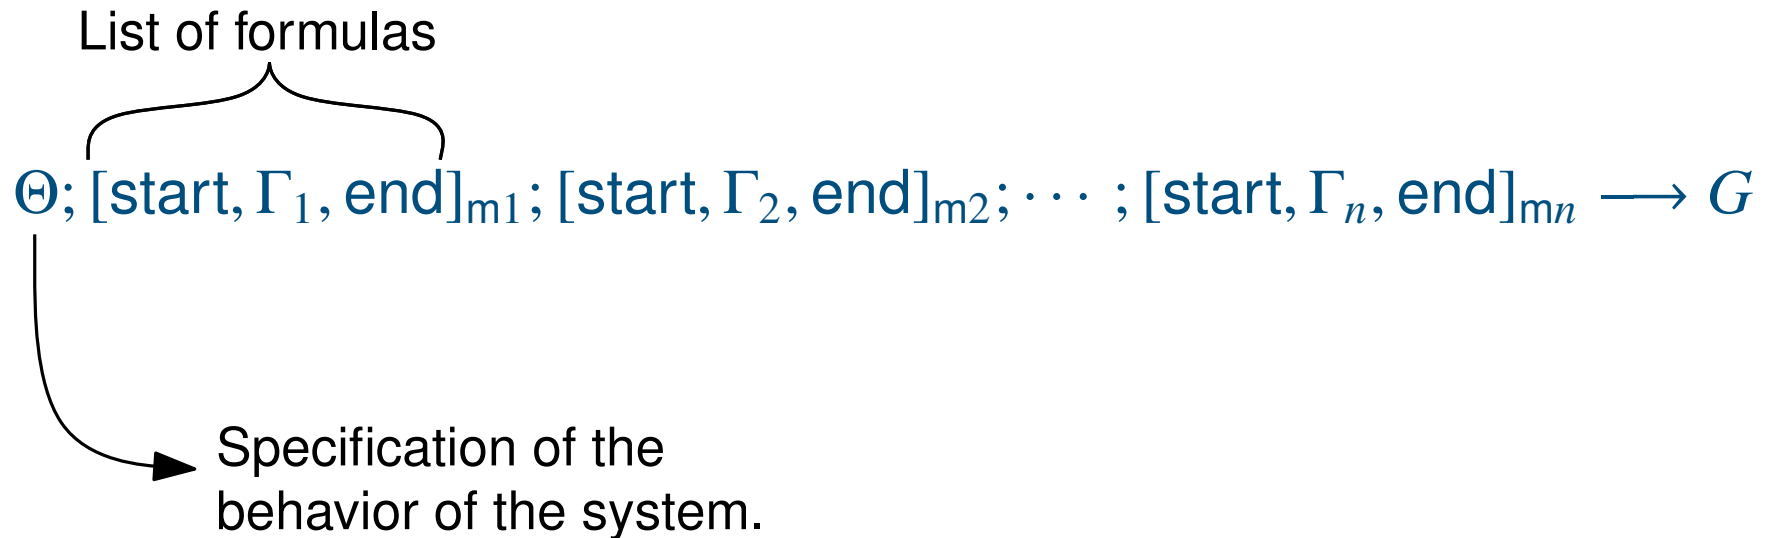 List of formulas
Θ; [start, Γ₁, end]ₘ₁; [start, Γ₂, end]ₘ₂; ⋯ ; [start, Γₙ, end]ₘₙ ⟶ G
Specification of the
behavior of the system.